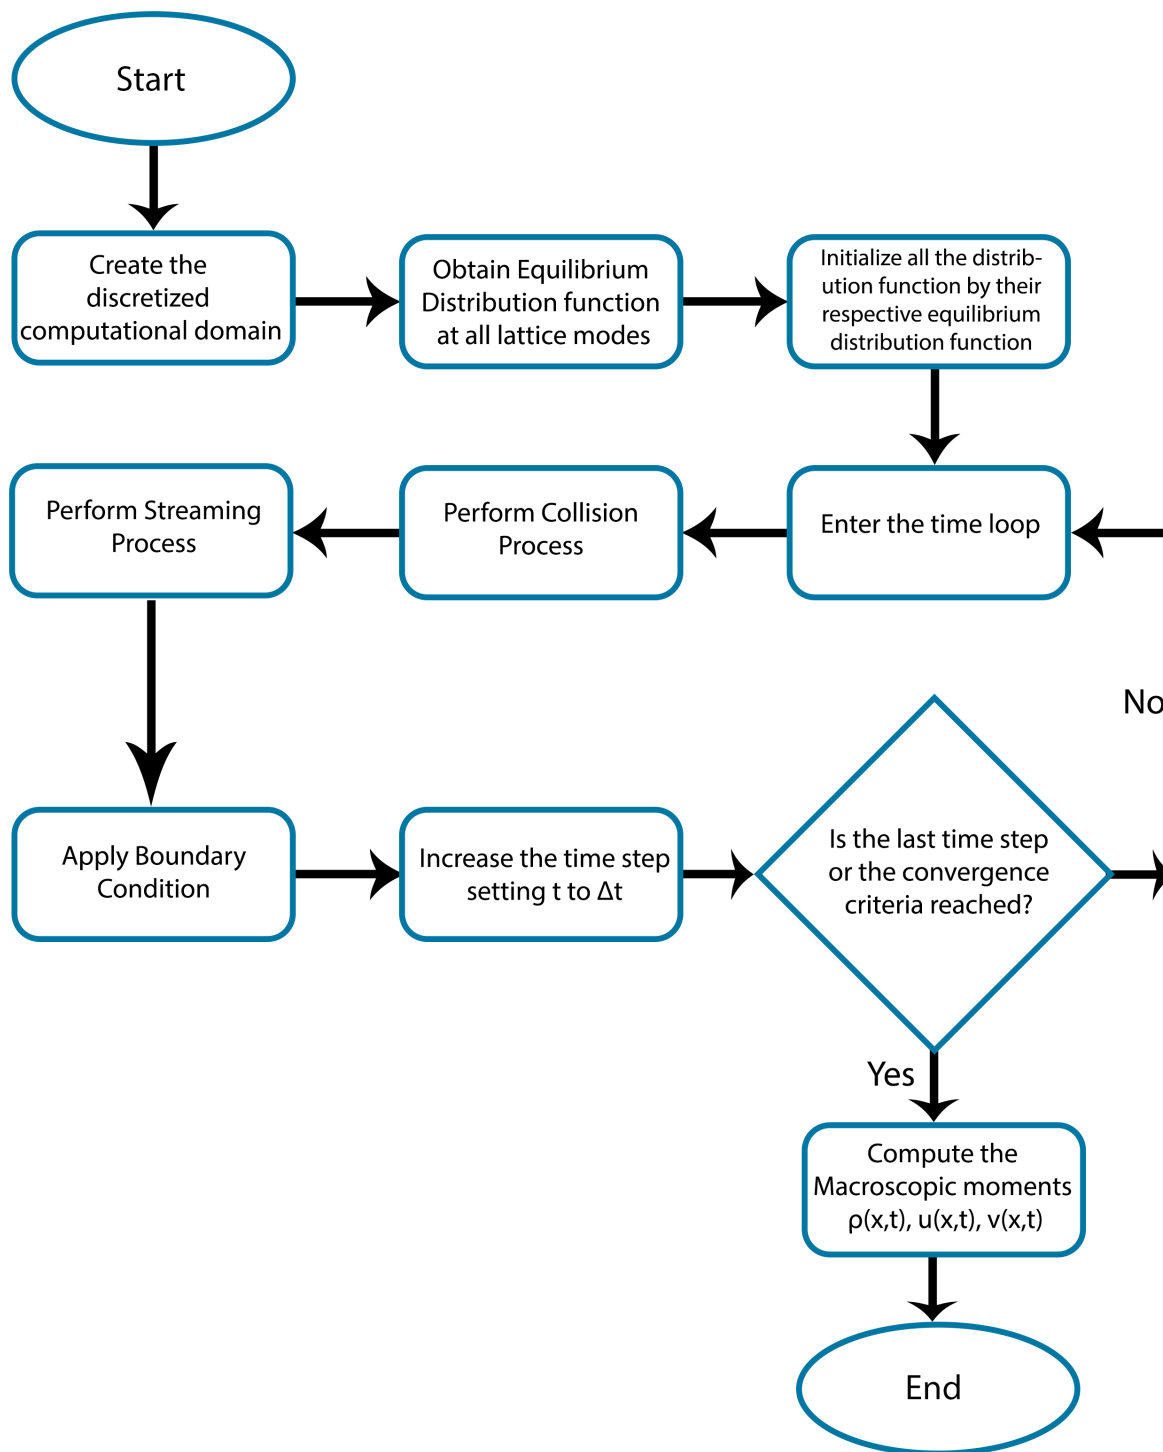 Start
Create the
discretized
computational domain
Obtain Equilibrium
Distribution function
at all lattice modes
Initialize all the distrib-
ution function by their
respective equilibrium
distribution function
Enter the time loop
Perform Collision
Process
Perform Streaming
Process
Apply Boundary
Condition
Increase the time step
setting t to Δt
Is the last time step
or the convergence
criteria reached?
No
Yes
Compute the
Macroscopic moments
ρ(x,t), u(x,t), v(x,t)
End